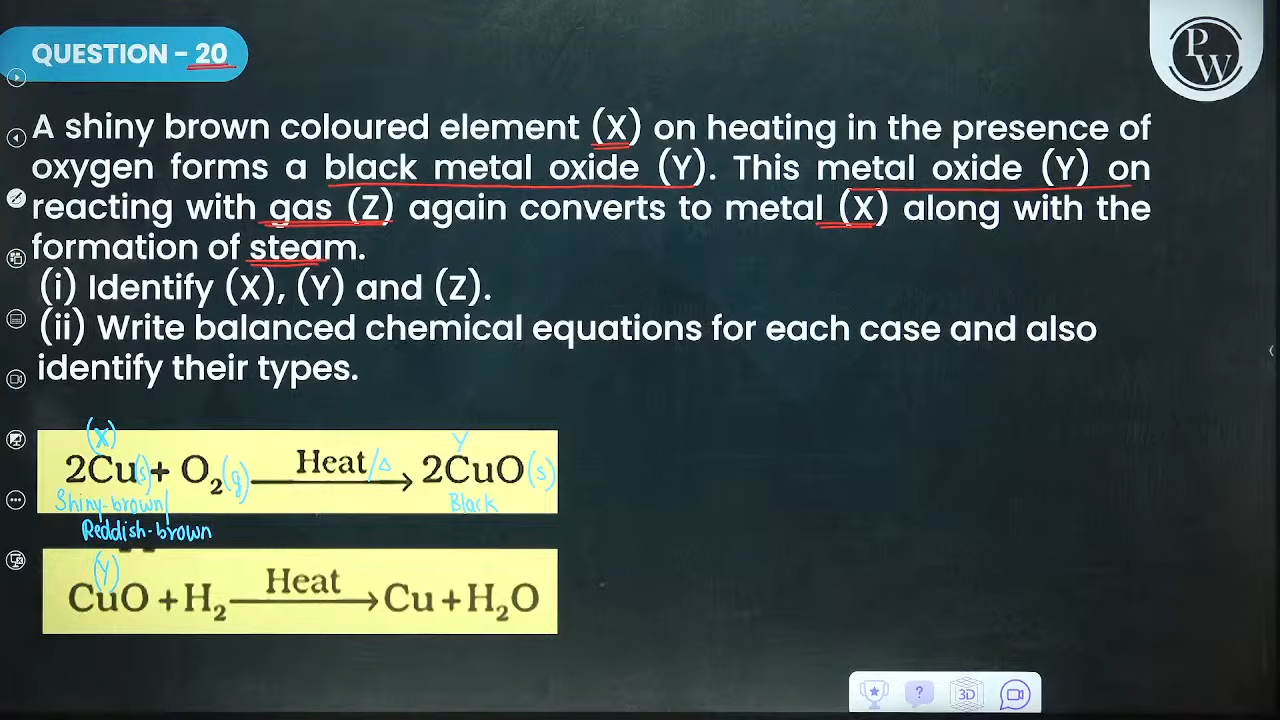 QUESTION - 20
P
W
A shiny brown coloured element (X) on heating in the presence of
oxygen forms a black metal oxide (Y). This metal oxide (Y) on
reacting with gas (Z) again converts to metal (X) along with the
formation of steam.
(i) Identify (X), (Y) and (Z).
(ii) Write balanced chemical equations for each case and also
identify their types.
(X) Y
2Cu(s) + O₂(g) Heat/Δ → 2CuO(s)
Shiny-brown/ Black
Reddish-brown
(Y)
CuO + H₂ Heat → Cu + H₂O
? 3D